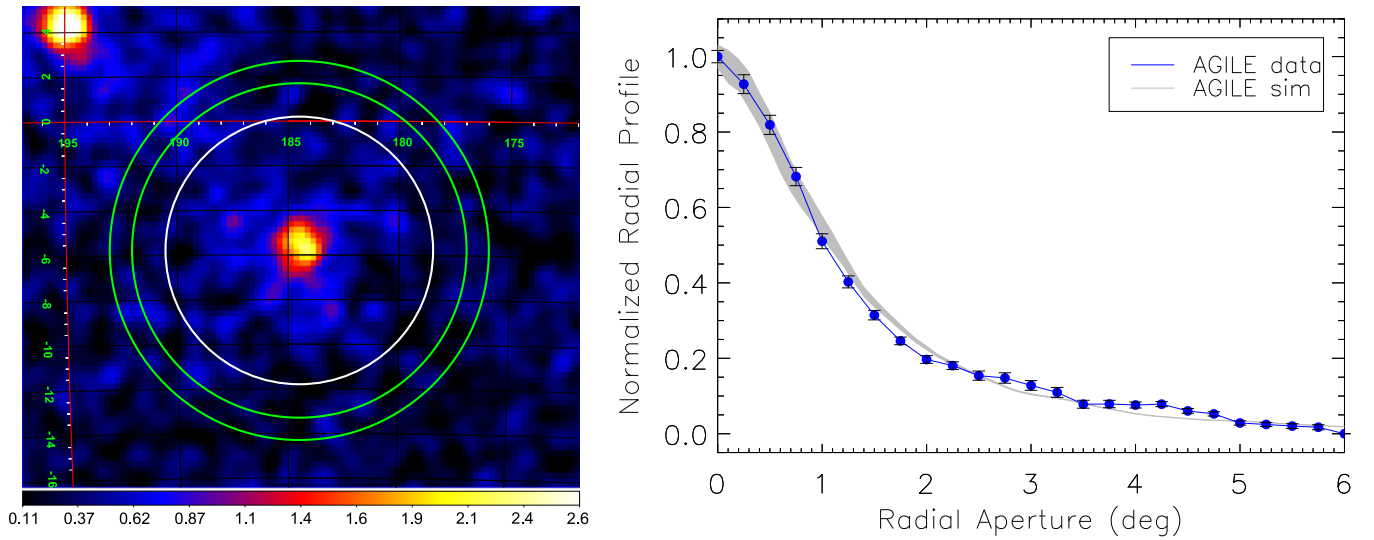 4
2
0
-2
-4
-6
-8
-10
-12
-14
-16
195 190 185 180 175
0.11 0.37 0.62 0.87 1.1 1.4 1.6 1.9 2.1 2.4 2.6
Normalized Radial Profile
1.0
0.8
0.6
0.4
0.2
0.0
AGILE data
AGILE sim
0 1 2 3 4 5 6
Radial Aperture (deg)